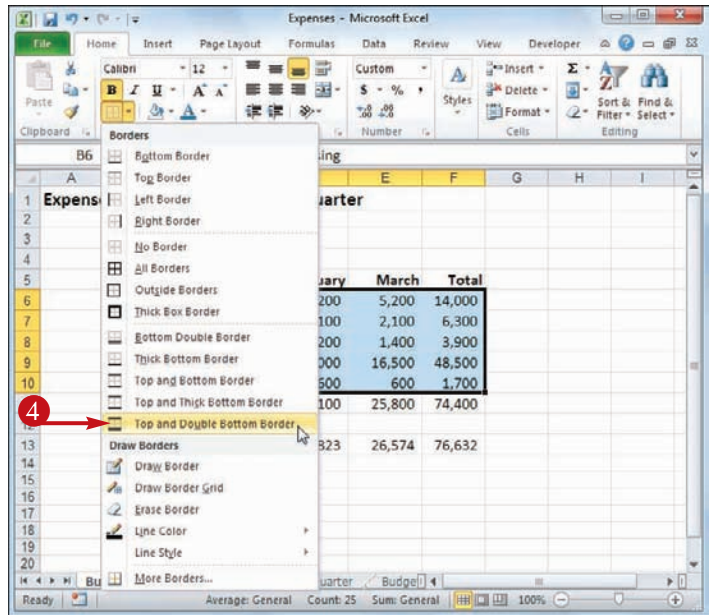 Expenses - Microsoft Excel
File Home Insert Page Layout Formulas Data Review View Developer
Calibri 12 Custom Insert Σ
B I U A A $ % , Delete
Paste A Styles Format Sort & Filter Find & Select
Clipboard Number Cells Editing
B6 ing
A E F G H I
1 Expens uarter
2
3
4
5 uary March Total
6 200 5,200 14,000
7 100 2,100 6,300
8 200 1,400 3,900
9 000 16,500 48,500
10 600 600 1,700
100 25,800 74,400
13 823 26,574 76,632
14
15
16
17
18
19
20
Borders
Bottom Border
Top Border
Left Border
Right Border
No Border
All Borders
Outside Borders
Thick Box Border
Bottom Double Border
Thick Bottom Border
Top and Bottom Border
Top and Thick Bottom Border
4 Top and Double Bottom Border
Draw Borders
Draw Border
Draw Border Grid
Erase Border
Line Color
Line Style
More Borders...
Bu uarter Budget
Ready Average: General Count: 25 Sum: General 100%